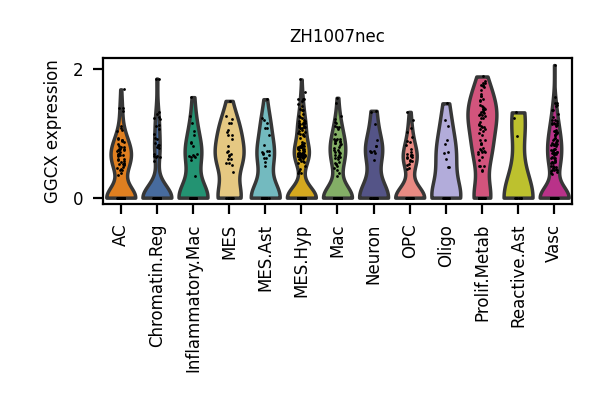 ZH1007nec
GGCX expression
2
0
AC
Chromatin.Reg
Inflammatory.Mac
MES
MES.Ast
MES.Hyp
Mac
Neuron
OPC
Oligo
Prolif.Metab
Reactive.Ast
Vasc